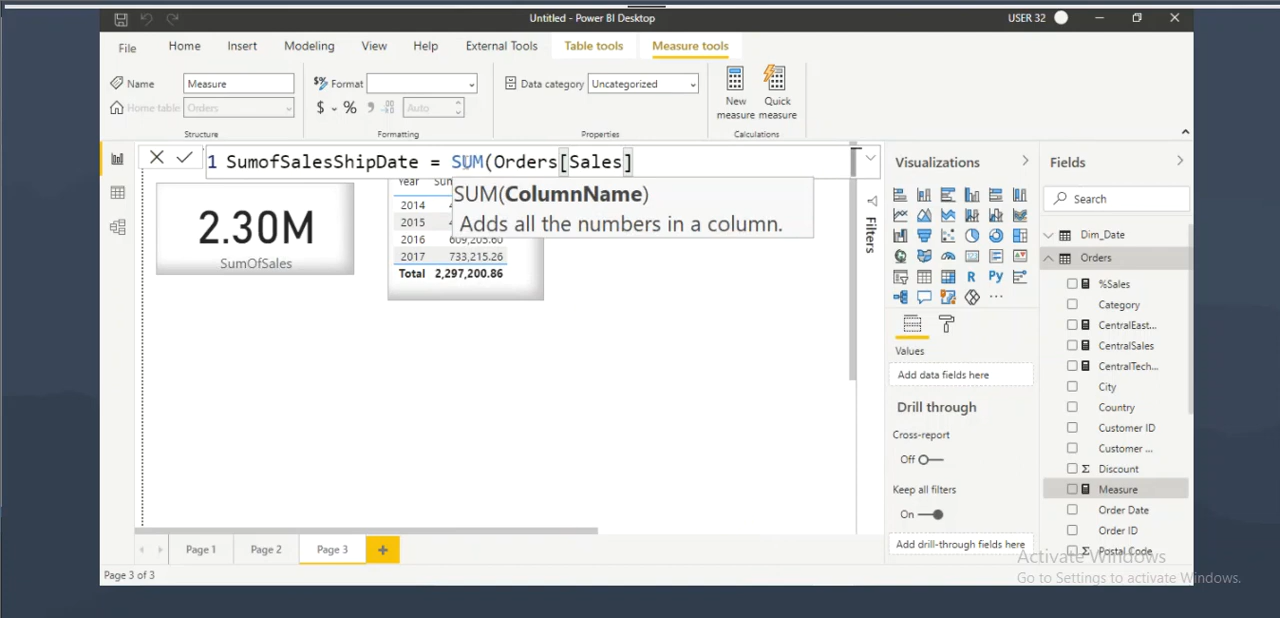 Untitled - Power BI Desktop
USER 32
File
Home
Insert
Modeling
View
Help
External Tools
Table tools
Measure tools
Name
Measure
Home table
Orders
Structure
Format
$
%
Auto
Formatting
Data category
Uncategorized
Properties
New measure
Quick measure
Calculations
1 SumofSalesShipDate = SUM(Orders[Sales]
SUM(ColumnName)
Adds all the numbers in a column.
2.30M
SumOfSales
Year
2014
2015
2016 609,205.60
2017 733,215.26
Total 2,297,200.86
Filters
Visualizations
R
Py
Values
Add data fields here
Drill through
Cross-report
Off
Keep all filters
On
Add drill-through fields here
Fields
Search
Dim_Date
Orders
%Sales
Category
CentralEast...
CentralSales
CentralTech...
City
Country
Customer ID
Customer ...
Discount
Measure
Order Date
Order ID
Postal Code
Page 1
Page 2
Page 3
Page 3 of 3
Activate Windows
Go to Settings to activate Windows.